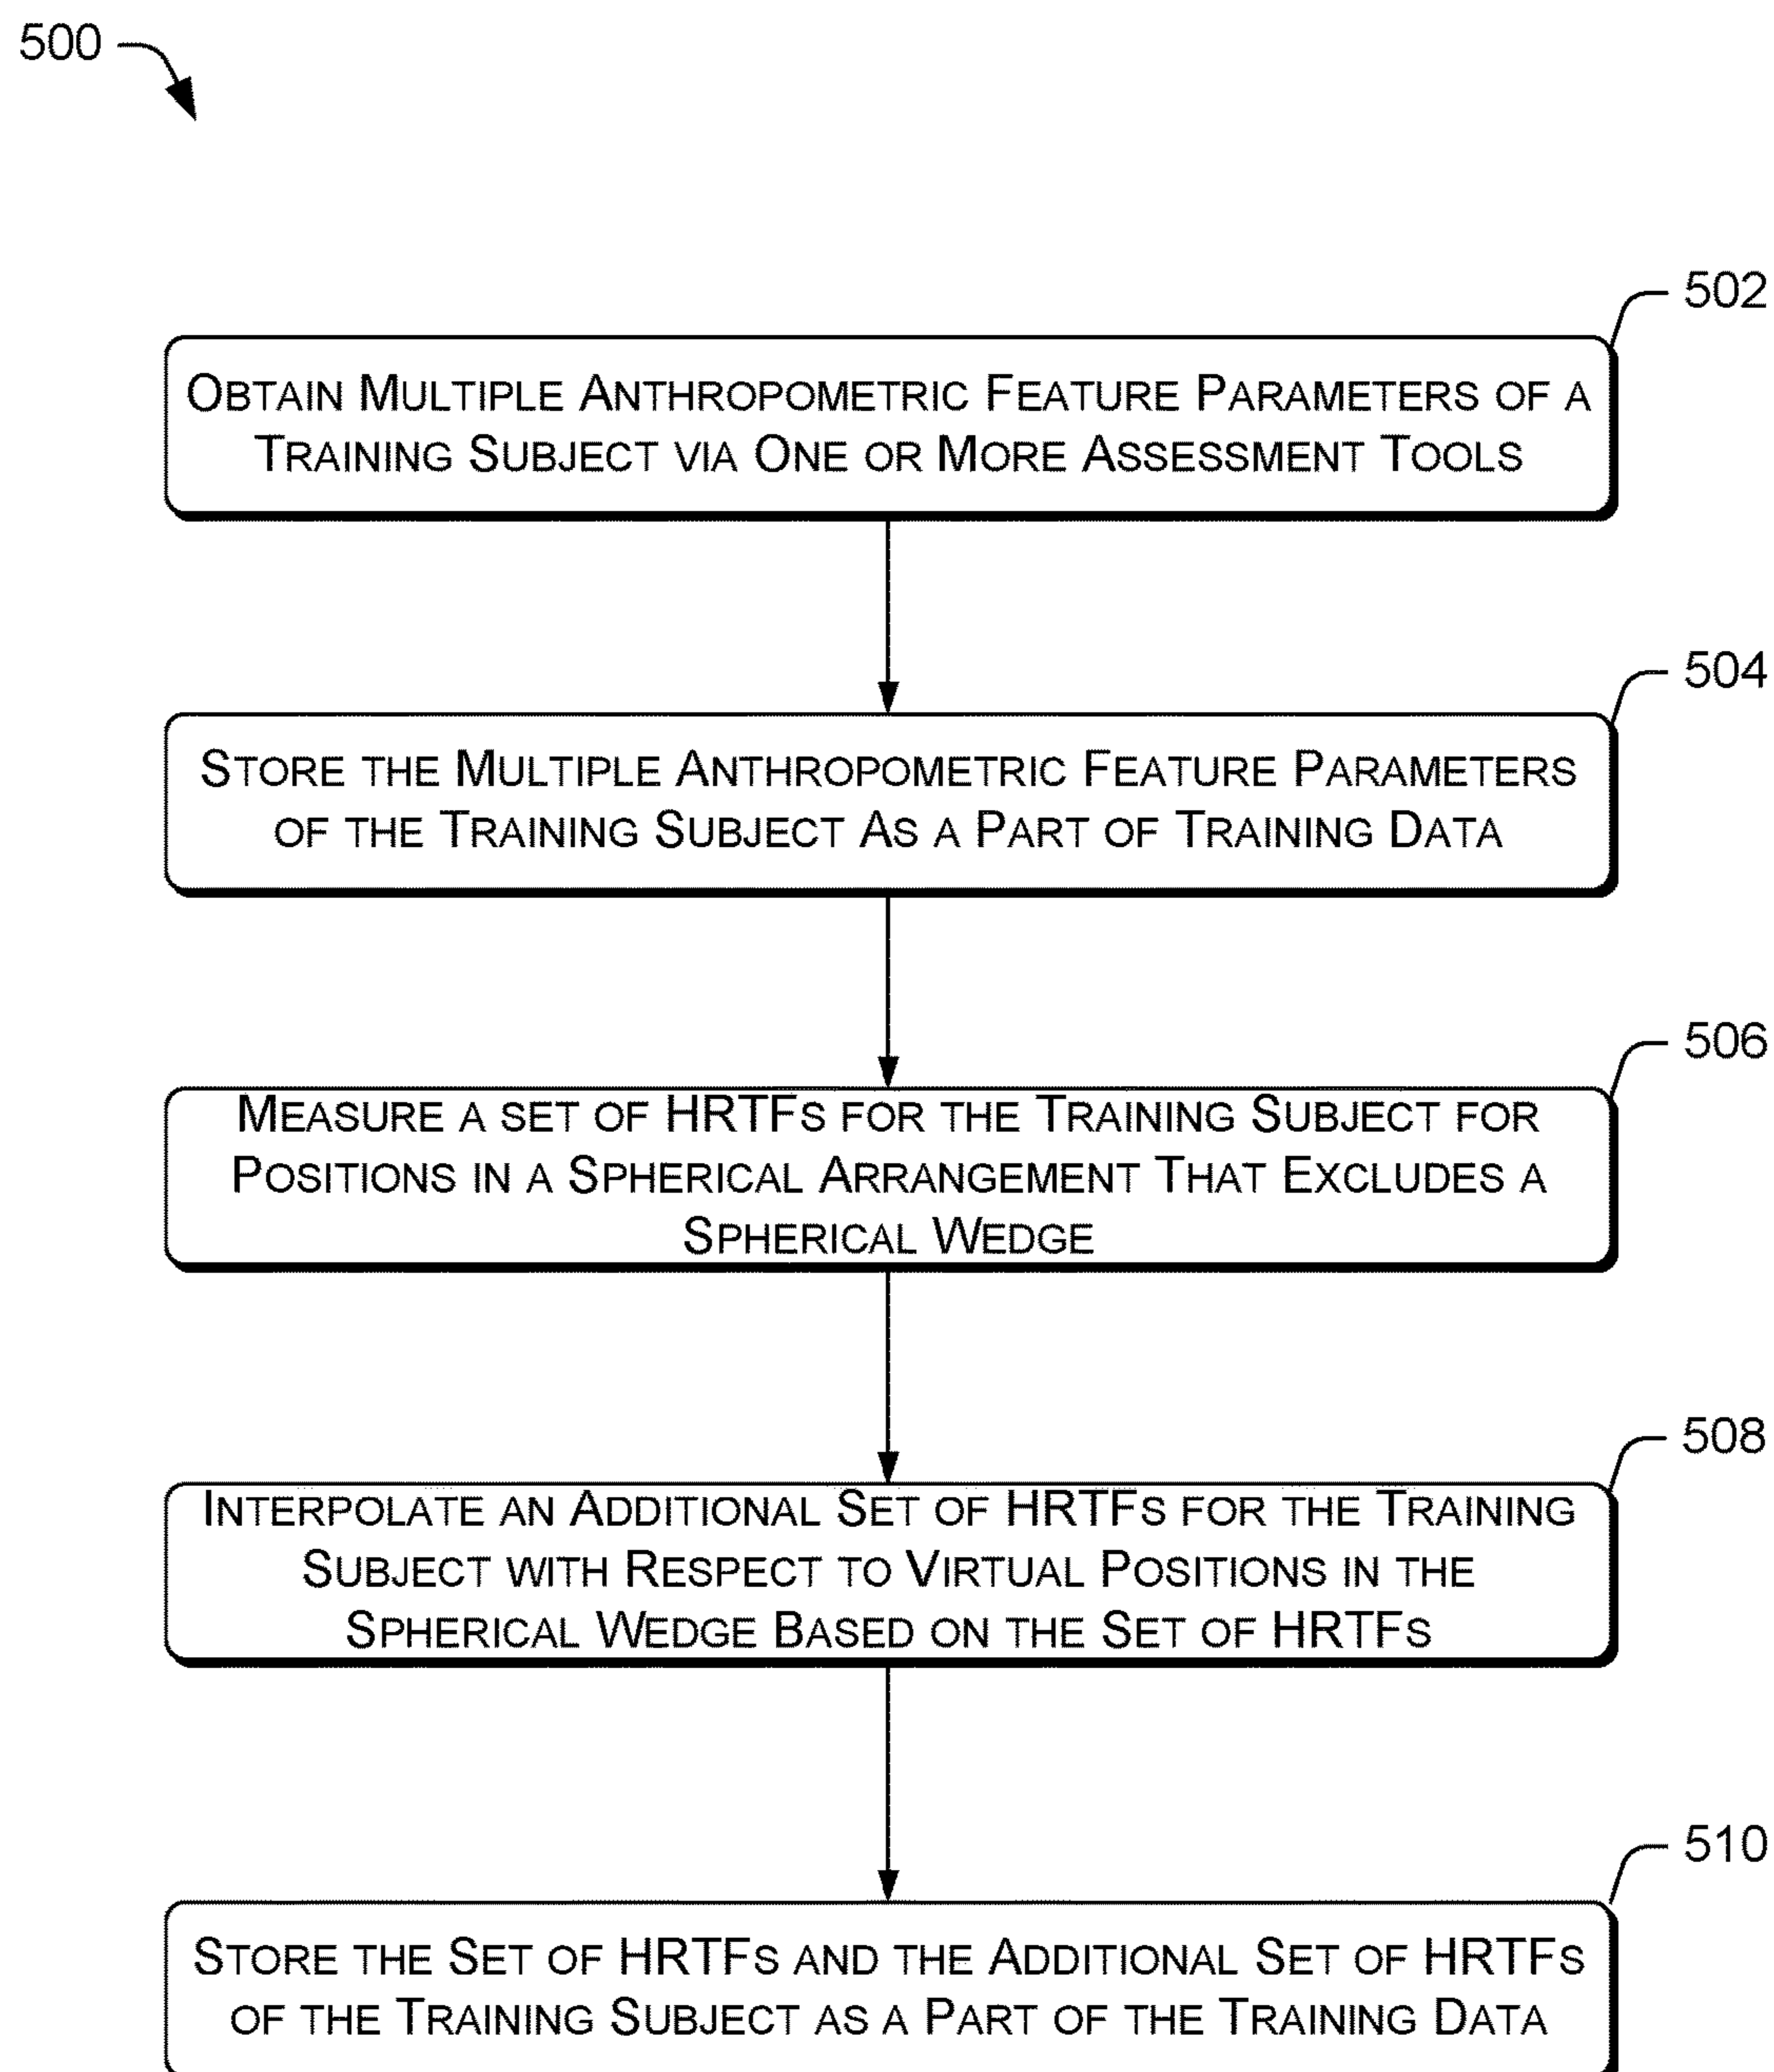 500
502
Obtain Multiple Anthropometric Feature Parameters of a
Training Subject via One or More Assessment Tools
504
Store the Multiple Anthropometric Feature Parameters
of the Training Subject As a Part of Training Data
506
Measure a set of HRTFs for the Training Subject for
Positions in a Spherical Arrangement That Excludes a
Spherical Wedge
508
Interpolate an Additional Set of HRTFs for the Training
Subject with Respect to Virtual Positions in the
Spherical Wedge Based on the Set of HRTFs
510
Store the Set of HRTFs and the Additional Set of HRTFs
of the Training Subject as a Part of the Training Data